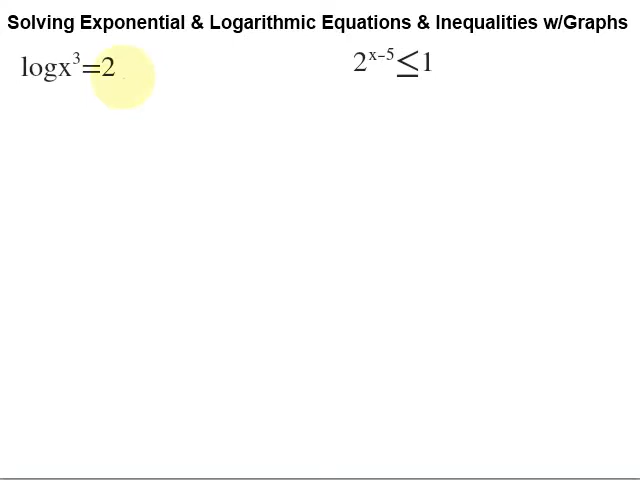 Solving Exponential & Logarithmic Equations & Inequalities w/Graphs
logx³=2
2ˣ⁻⁵≤1